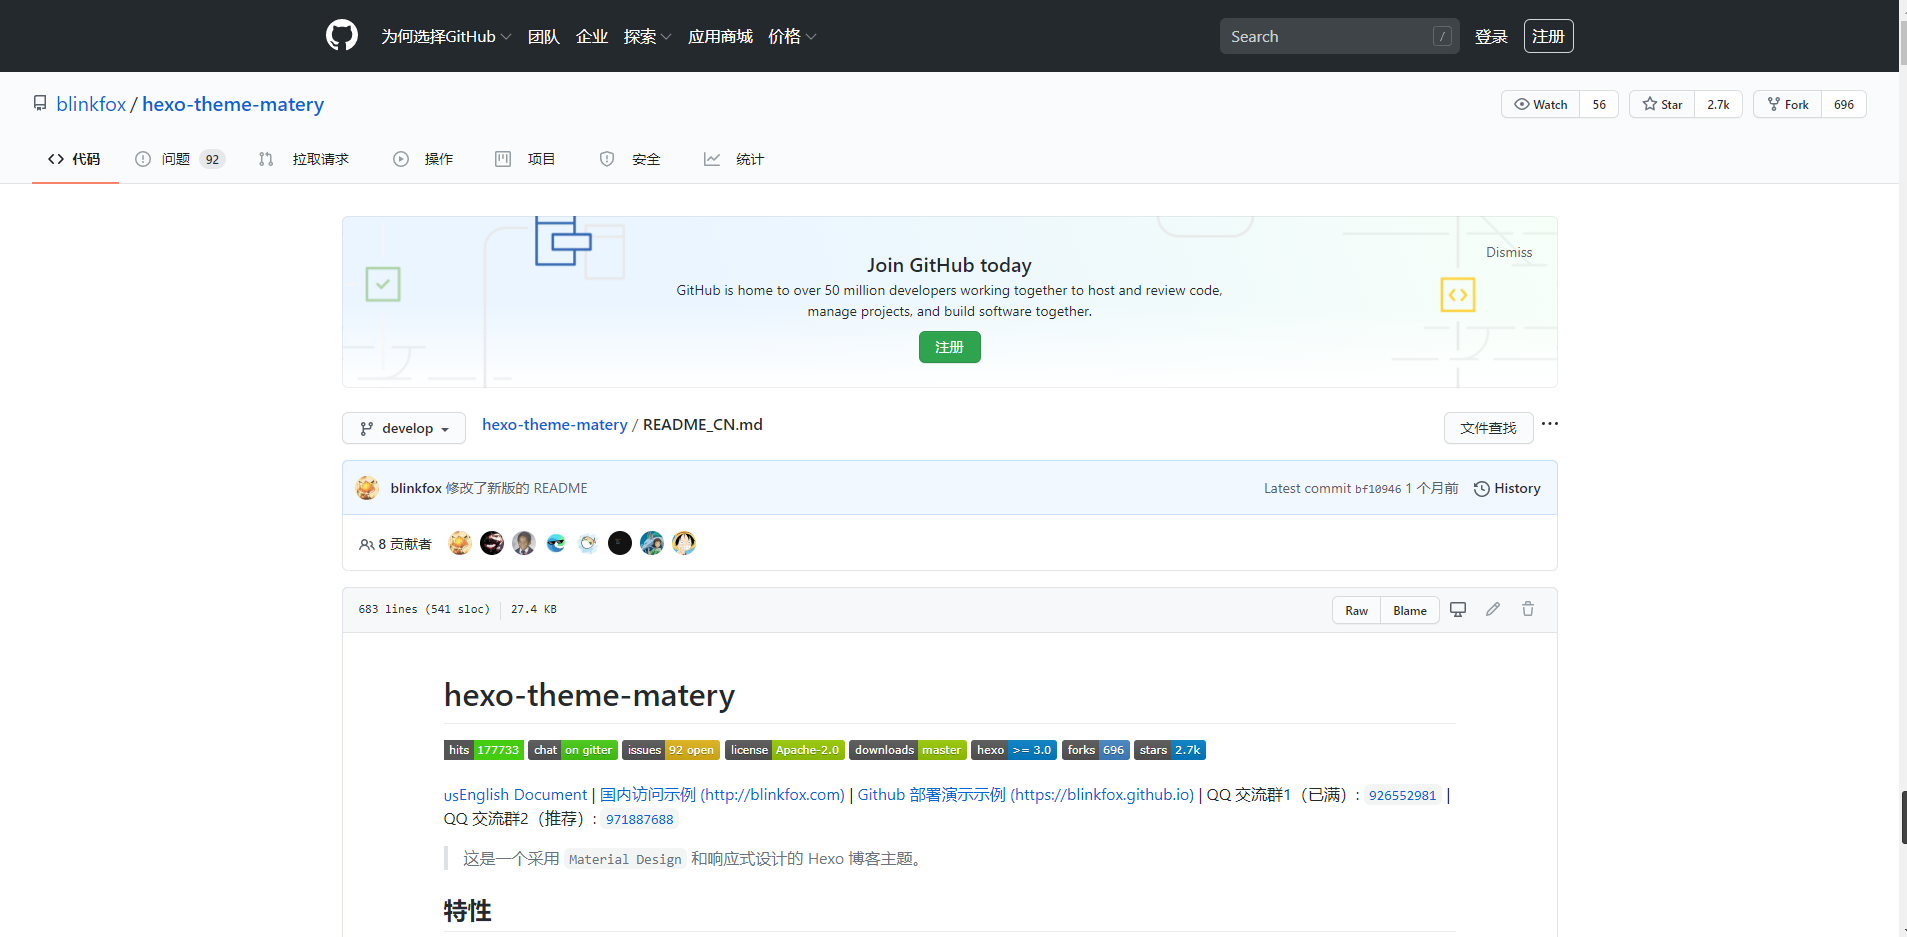 为何选择GitHub 团队 企业 探索 应用商城 价格 Search / 登录 注册
blinkfox / hexo-theme-matery Watch 56 Star 2.7k Fork 696
代码 问题 92 拉取请求 操作 项目 安全 统计
Dismiss
Join GitHub today
GitHub is home to over 50 million developers working together to host and review code,
manage projects, and build software together.
注册
develop hexo-theme-matery / README_CN.md 文件查找 ...
blinkfox 修改了新版的 README Latest commit bf10946 1 个月前 History
8 贡献者
683 lines (541 sloc) 27.4 KB Raw Blame
hexo-theme-matery
hits 177733 chat on gitter issues 92 open license Apache-2.0 downloads master hexo >= 3.0 forks 696 stars 2.7k
usEnglish Document | 国内访问示例 (http://blinkfox.com) | Github 部署演示示例 (https://blinkfox.github.io) | QQ 交流群1（已满）: 926552981 |
QQ 交流群2（推荐）: 971887688
这是一个采用 Material Design 和响应式设计的 Hexo 博客主题。
特性